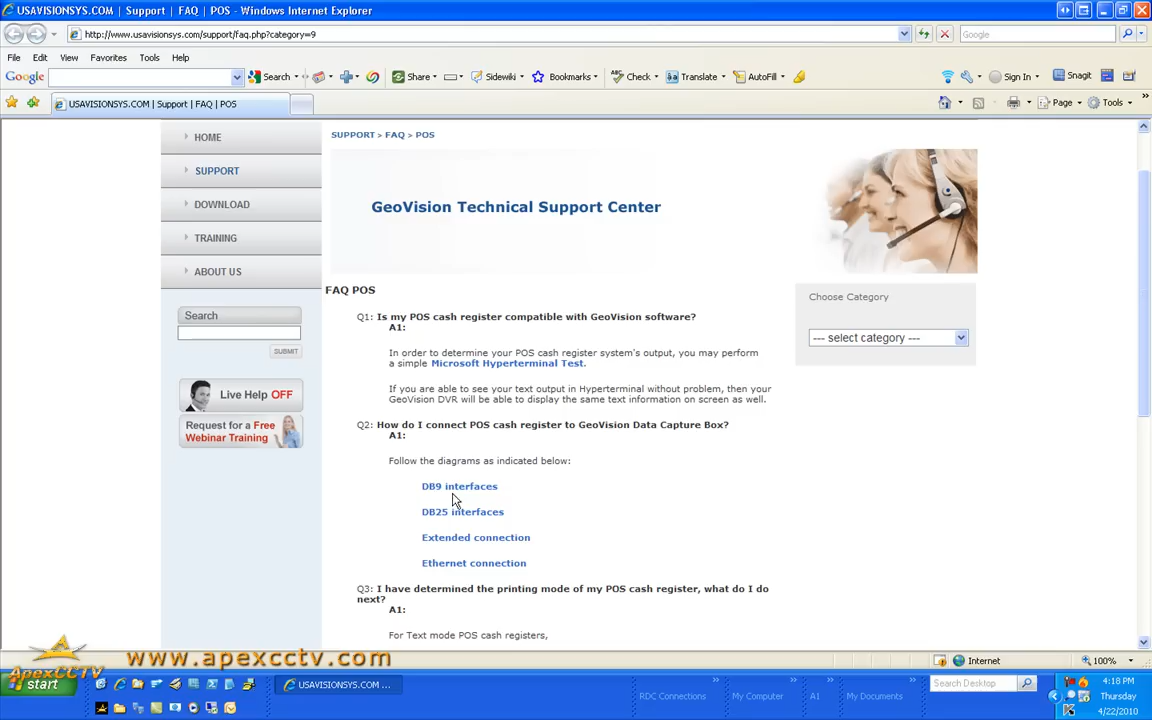 USAVISIONSYS.COM | Support | FAQ | POS - Windows Internet Explorer
http://www.usavisionsys.com/support/faq.php?category=9
Google
File Edit View Favorites Tools Help
Google Search Share Sidewiki Bookmarks Check Translate AutoFill Sign In Snagit
USAVISIONSYS.COM | Support | FAQ | POS
Page Tools
HOME
SUPPORT
DOWNLOAD
TRAINING
ABOUT US
Search
SUBMIT
Live Help OFF
Request for a Free
Webinar Training
SUPPORT > FAQ > POS
GeoVision Technical Support Center
FAQ POS
Q1: Is my POS cash register compatible with GeoVision software?
A1:
In order to determine your POS cash register system's output, you may perform
a simple Microsoft Hyperterminal Test.
If you are able to see your text output in Hyperterminal without problem, then your
GeoVision DVR will be able to display the same text information on screen as well.
Q2: How do I connect POS cash register to GeoVision Data Capture Box?
A1:
Follow the diagrams as indicated below:
DB9 interfaces
DB25 interfaces
Extended connection
Ethernet connection
Q3: I have determined the printing mode of my POS cash register, what do I do
next?
A1:
For Text mode POS cash registers,
Choose Category
--- select category ---
Internet
100%
ApexCCTV
www.apexcctv.com
start
USAVISIONSYS.COM ...
RDC Connections
My Computer
A1
My Documents
Search Desktop
4:18 PM
Thursday
4/22/2010